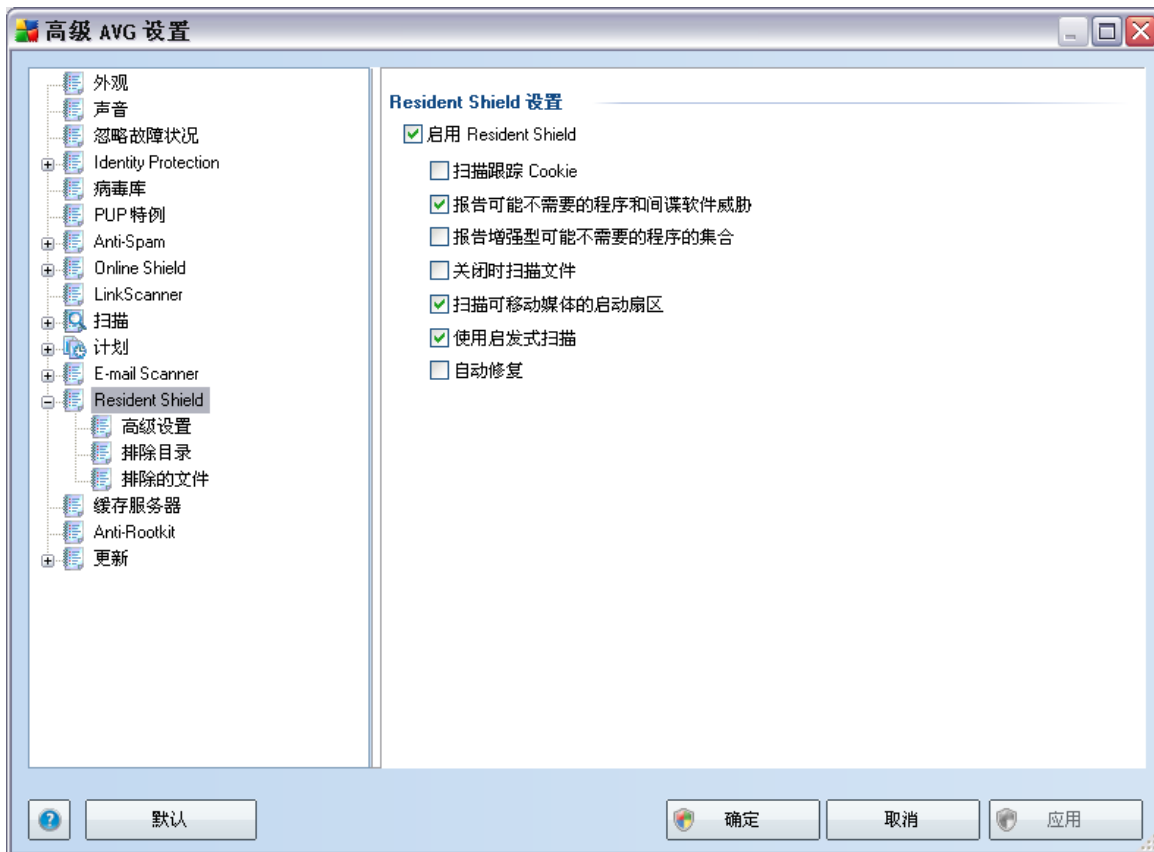 高级 AVG 设置
外观
声音
忽略故障状况
Identity Protection
病毒库
PUP 特例
Anti-Spam
Online Shield
LinkScanner
扫描
计划
E-mail Scanner
Resident Shield
高级设置
排除目录
排除的文件
缓存服务器
Anti-Rootkit
更新
Resident Shield 设置
启用 Resident Shield
扫描跟踪 Cookie
报告可能不需要的程序和间谍软件威胁
报告增强型可能不需要的程序的集合
关闭时扫描文件
扫描可移动媒体的启动扇区
使用启发式扫描
自动修复
默认
确定
取消
应用